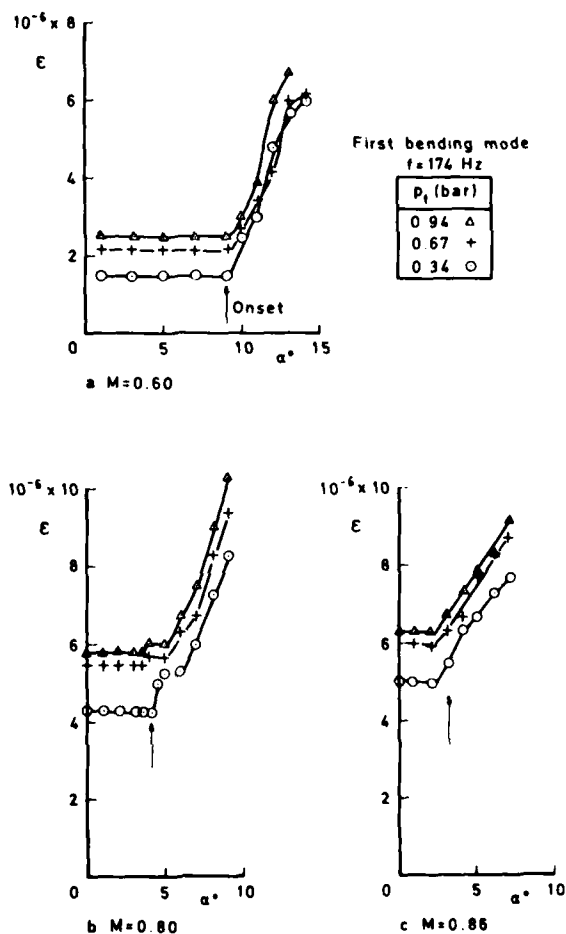 10⁻⁶ x 8
ε
6
4
2
0
5
10
15
α°
Onset
a M=0.60
First bending mode
f=174 Hz
pₜ (bar)
0.94 △
0.67 +
0.34 ⊙
10⁻⁶ x 10
ε
8
6
4
2
0
5
10
α°
b M=0.80
10⁻⁶ x 10
ε
8
6
4
2
0
5
10
α°
c M=0.86